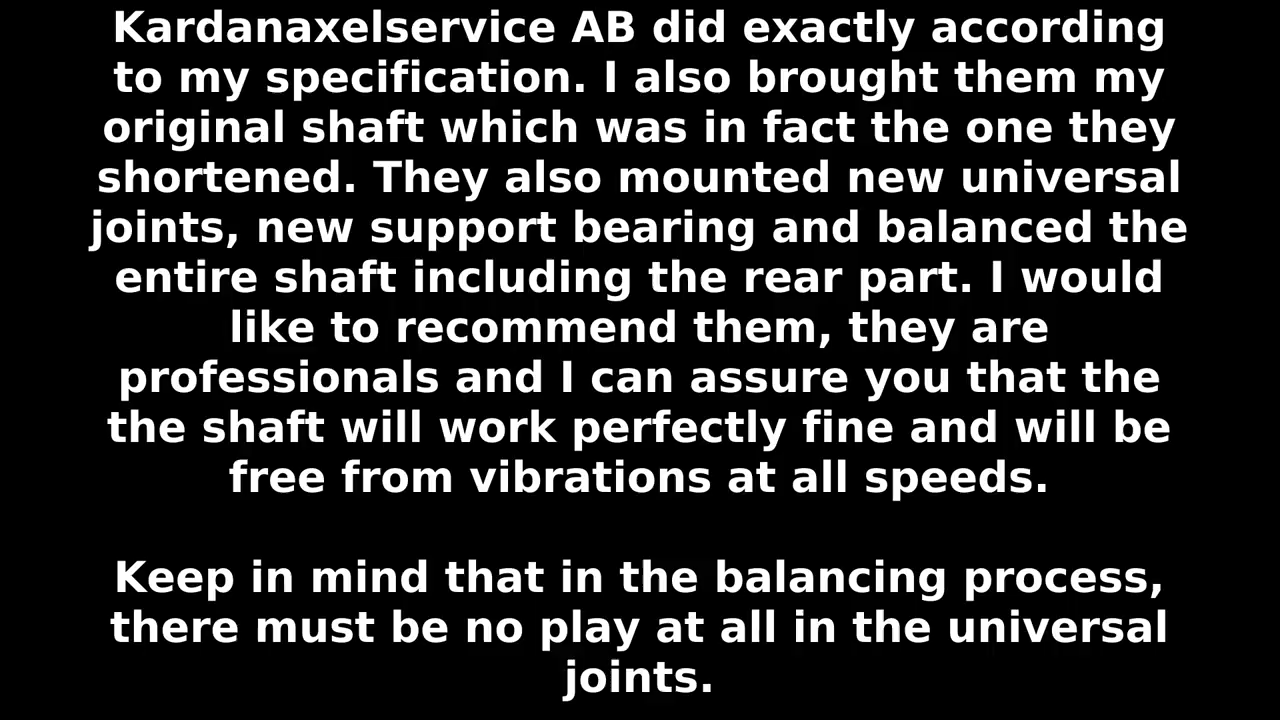 Kardanaxelservice AB did exactly according
to my specification. I also brought them my
original shaft which was in fact the one they
shortened. They also mounted new universal
joints, new support bearing and balanced the
entire shaft including the rear part. I would
like to recommend them, they are
professionals and I can assure you that the
the shaft will work perfectly fine and will be
free from vibrations at all speeds.
Keep in mind that in the balancing process,
there must be no play at all in the universal
joints.